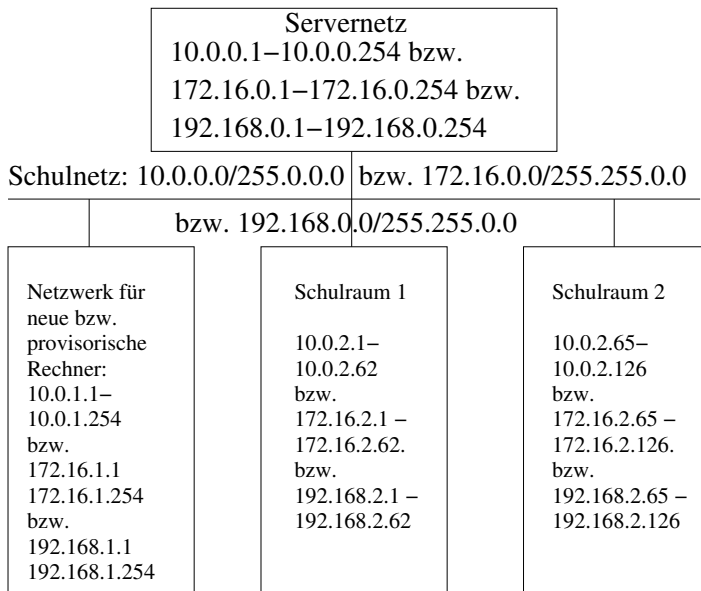 Servernetz
10.0.0.1−10.0.0.254 bzw.
172.16.0.1−172.16.0.254 bzw.
192.168.0.1−192.168.0.254
Schulnetz: 10.0.0.0/255.0.0.0 bzw. 172.16.0.0/255.255.0.0
bzw. 192.168.0.0/255.255.0.0
Netzwerk für
neue bzw.
provisorische
Rechner:
10.0.1.1−
10.0.1.254
bzw.
172.16.1.1
172.16.1.254
bzw.
192.168.1.1
192.168.1.254
Schulraum 1
10.0.2.1−
10.0.2.62
bzw.
172.16.2.1 −
172.16.2.62.
bzw.
192.168.2.1 −
192.168.2.62
Schulraum 2
10.0.2.65−
10.0.2.126
bzw.
172.16.2.65 −
172.16.2.126.
bzw.
192.168.2.65 −
192.168.2.126